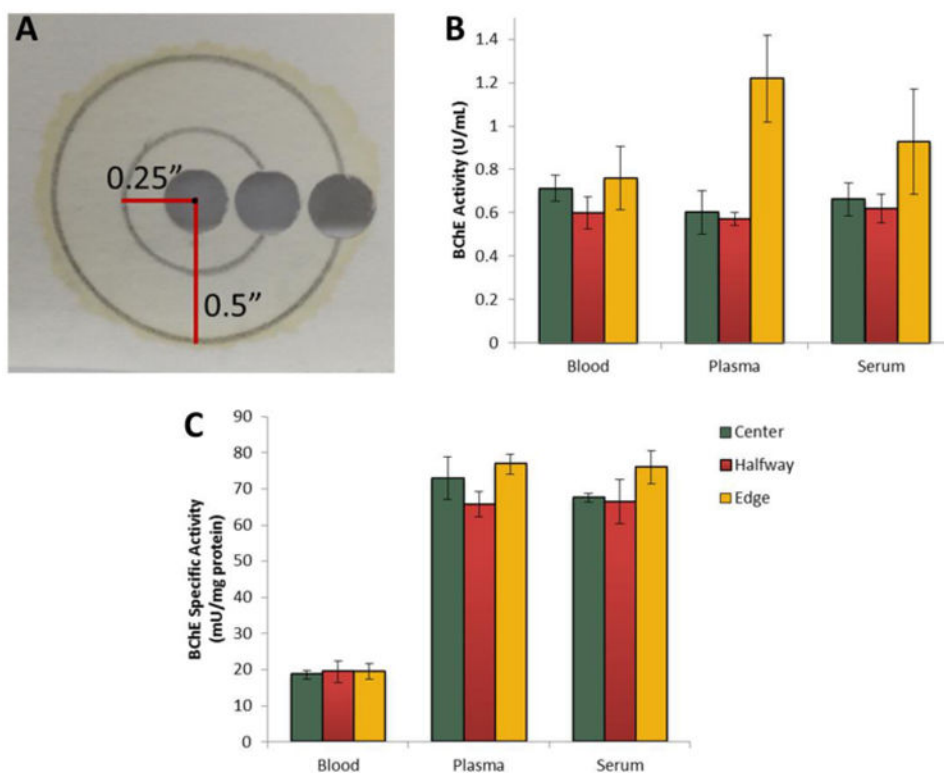 A
0.25”
0.5”
B
BChE Activity (U/mL)
1.4
1.2
1
0.8
0.6
0.4
0.2
0
Blood Plasma Serum
C
BChE Specific Activity
(mU/mg protein)
90
80
70
60
50
40
30
20
10
0
Blood Plasma Serum
Center
Halfway
Edge